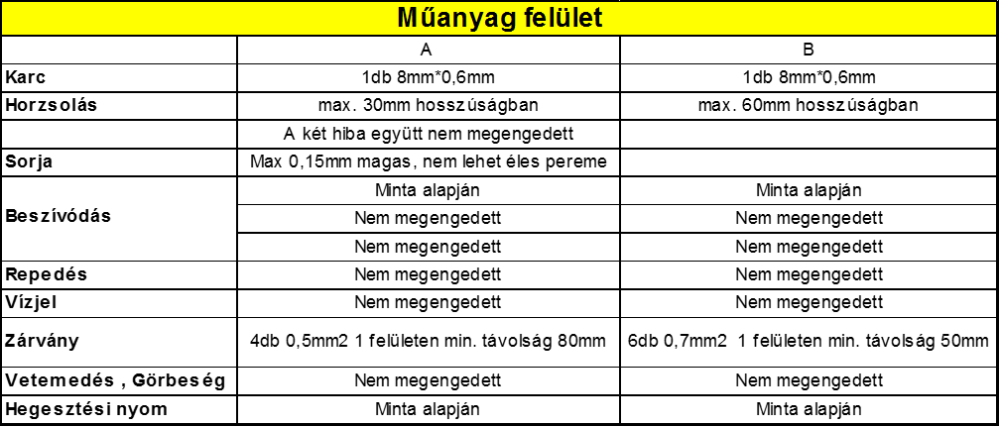 Műanyag felület
A B
Karc 1db 8mm*0,6mm 1db 8mm*0,6mm
Horzsolás max. 30mm hosszúságban max. 60mm hosszúságban
A két hiba együtt nem megengedett
Sorja Max 0,15mm magas, nem lehet éles pereme
Minta alapján Minta alapján
Beszívódás Nem megengedett Nem megengedett
Nem megengedett Nem megengedett
Repedés Nem megengedett Nem megengedett
Vízjel Nem megengedett Nem megengedett
Zárvány 4db 0,5mm2 1 felületen min. távolság 80mm 6db 0,7mm2 1 felületen min. távolság 50mm
Vetemedés , Görbeség Nem megengedett Nem megengedett
Hegesztési nyom Minta alapján Minta alapján